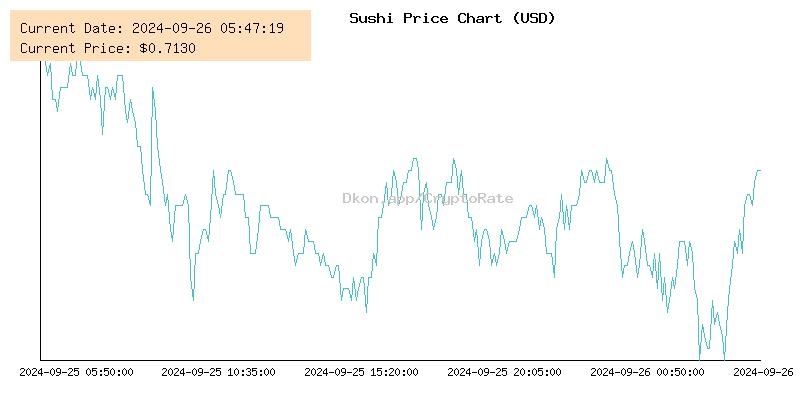 Sushi Price Chart (USD)
Current Date: 2024-09-26 05:47:19
Current Price: $0.7130
Dkon.app/CryptoRate
2024-09-25 05:50:00 2024-09-25 10:35:00 2024-09-25 15:20:00 2024-09-25 20:05:00 2024-09-26 00:50:00 2024-09-26